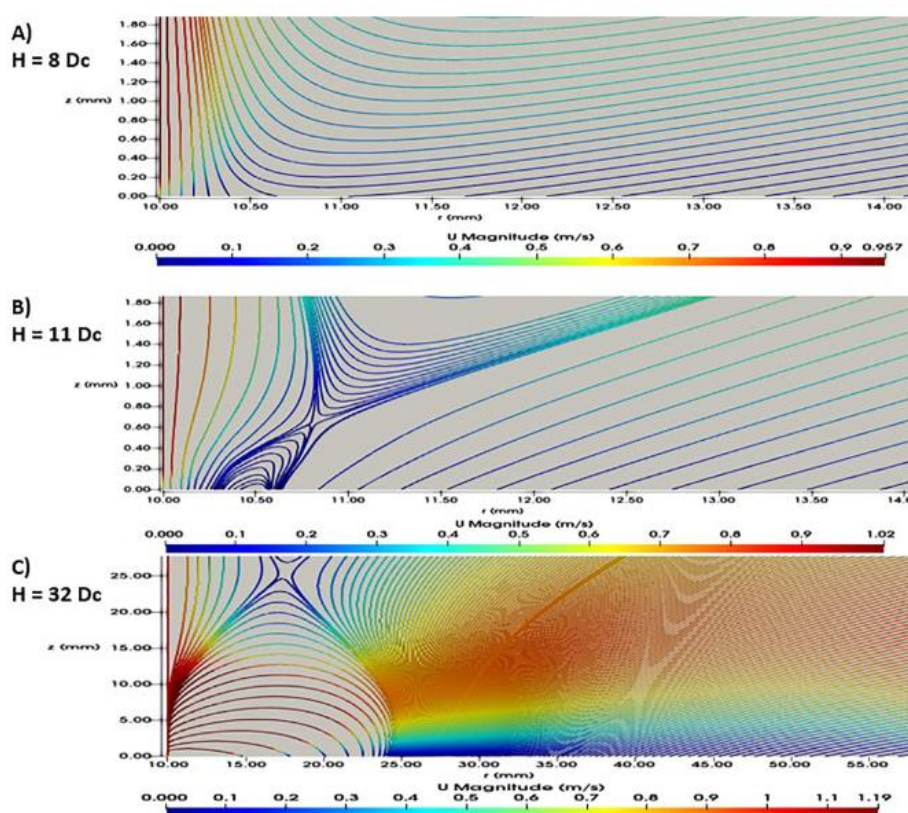 A)
H = 8 Dc
1.80
1.60
1.40
1.20
z (mm) 1.00
0.80
0.60
0.40
0.20
0.00
10.00 10.50 11.00 11.50 12.00 12.50 13.00 13.50 14.00
r (mm)
U Magnitude (m/s)
0.000 0.1 0.2 0.3 0.4 0.5 0.6 0.7 0.8 0.9 0.957
B)
H = 11 Dc
1.80
1.60
1.40
1.20
z (mm) 1.00
0.80
0.60
0.40
0.20
0.00
10.00 10.50 11.00 11.50 12.00 12.50 13.00 13.50 14.0
r (mm)
U Magnitude (m/s)
0.000 0.1 0.2 0.3 0.4 0.5 0.6 0.7 0.8 0.9 1.02
C)
H = 32 Dc
25.00
20.00
z (mm) 15.00
10.00
5.00
0.00
10.00 15.00 20.00 25.00 30.00 35.00 40.00 45.00 50.00 55.00
r (mm)
U Magnitude (m/s)
0.000 0.1 0.2 0.3 0.4 0.5 0.6 0.7 0.8 0.9 1 1.1 1.19